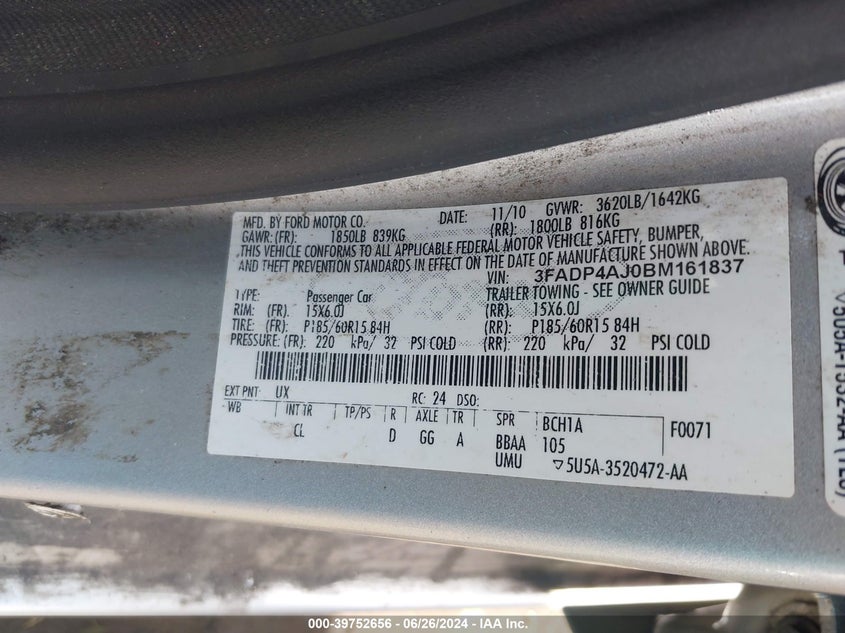 MFD. BY FORD MOTOR CO.
DATE: 11/10 GVWR: 3620LB/1642KG
GAWR: (FR): 1850LB 839KG (RR): 1800LB 816KG
THIS VEHICLE CONFORMS TO ALL APPLICABLE FEDERAL MOTOR VEHICLE SAFETY, BUMPER,
AND THEFT PREVENTION STANDARDS IN EFFECT ON THE DATE OF MANUFACTURE SHOWN ABOVE.
VIN: 3FADP4AJ0BM161837
TYPE: Passenger Car TRAILER TOWING - SEE OWNER GUIDE
RIM: (FR): 15X6.0J (RR): 15X6.0J
TIRE: (FR): P185/60R15 84H (RR): P185/60R15 84H
PRESSURE: (FR): 220 kPa/ 32 PSI COLD (RR): 220 kPa/ 32 PSI COLD
EXT PNT: UX RC: 24 DSO:
WB INT TR TP/PS R AXLE TR SPR BCH1A F0071
CL D GG A BBAA 105
UMU ▽5U5A-3520472-AA
000-39752656 - 06/26/2024 - IAA Inc.